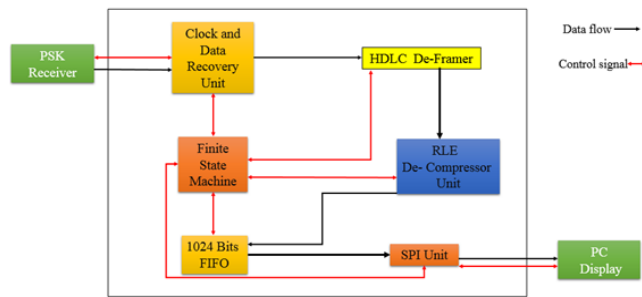 Clock and
Data
Recovery
Unit
PSK
Receiver
HDLC De-Framer
Data flow
Control signal
Finite
State
Machine
RLE
De- Compressor
Unit
1024 Bits
FIFO
SPI Unit
PC
Display